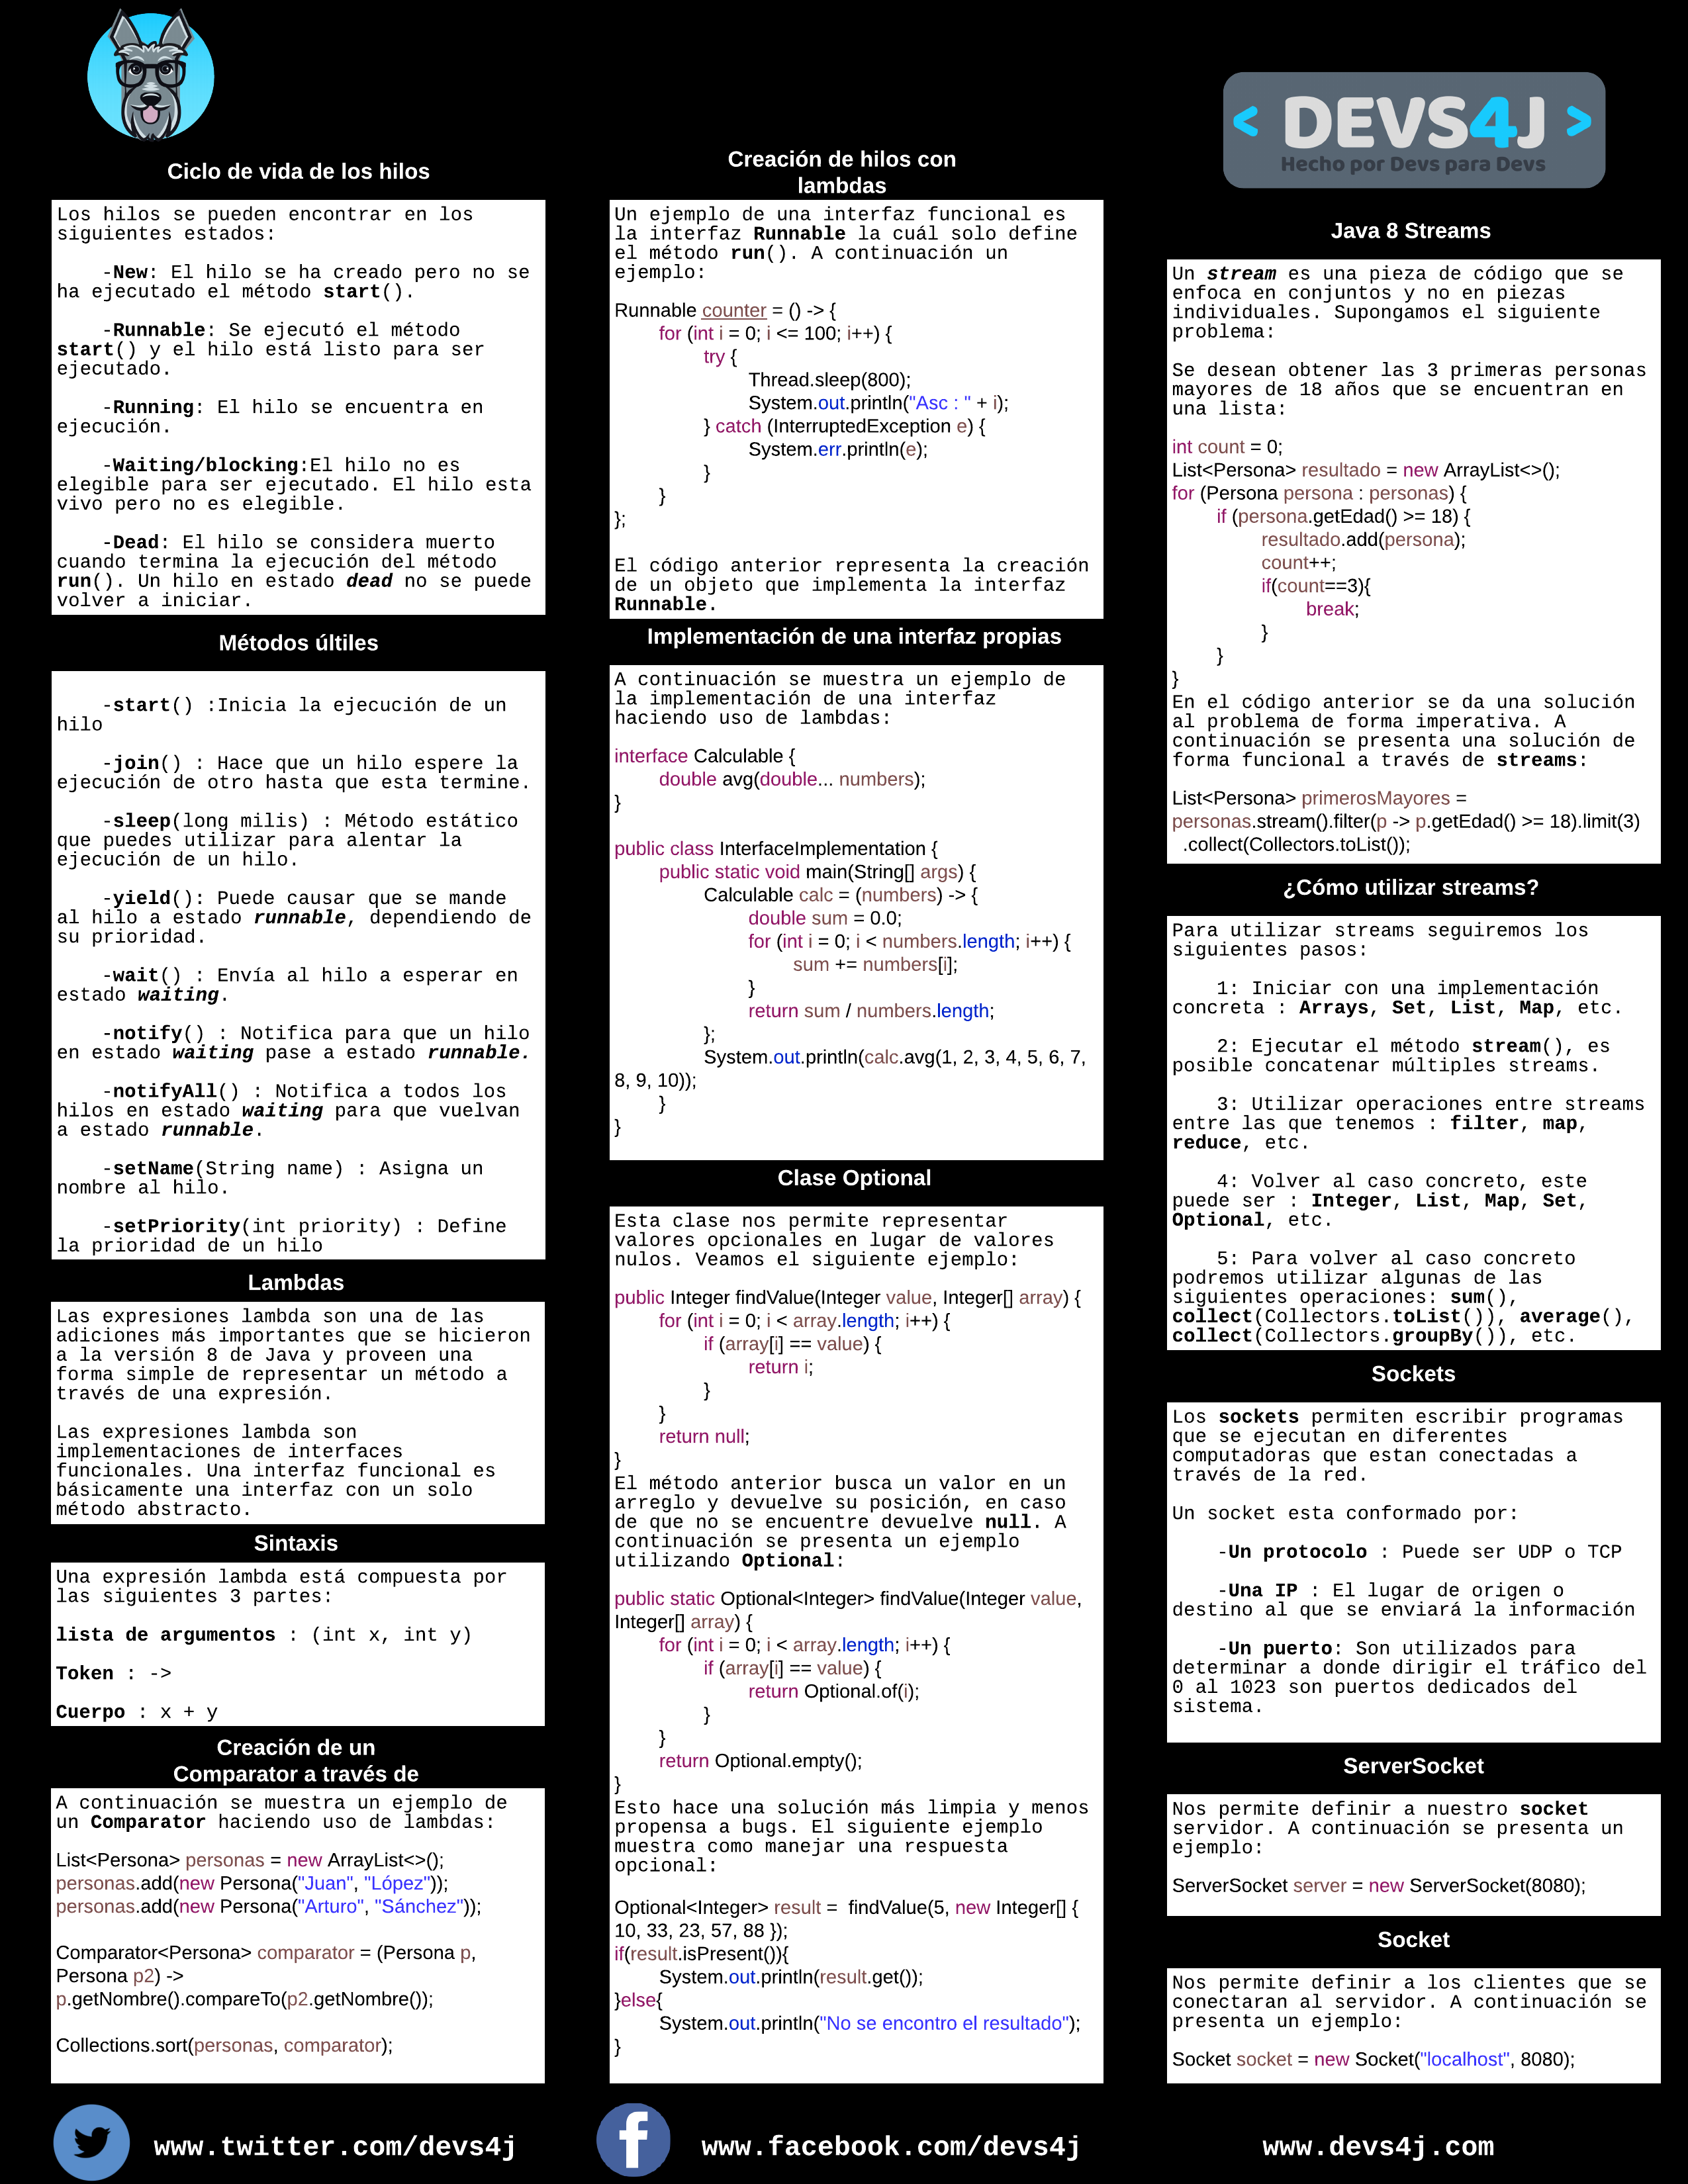 Ciclo de vida de los hilos
Los hilos se pueden encontrar en los
siguientes estados:
-New: El hilo se ha creado pero no se
ha ejecutado el método start().
-Runnable: Se ejecutó el método
start() y el hilo está listo para ser
ejecutado.
-Running: El hilo se encuentra en
ejecución.
-Waiting/blocking:El hilo no es
elegible para ser ejecutado. El hilo esta
vivo pero no es elegible.
-Dead: El hilo se considera muerto
cuando termina la ejecución del método
run(). Un hilo en estado dead no se puede
volver a iniciar.
Métodos últiles
-start() :Inicia la ejecución de un
hilo
-join() : Hace que un hilo espere la
ejecución de otro hasta que esta termine.
-sleep(long milis) : Método estático
que puedes utilizar para alentar la
ejecución de un hilo.
-yield(): Puede causar que se mande
al hilo a estado runnable, dependiendo de
su prioridad.
-wait() : Envía al hilo a esperar en
estado waiting.
-notify() : Notifica para que un hilo
en estado waiting pase a estado runnable.
-notifyAll() : Notifica a todos los
hilos en estado waiting para que vuelvan
a estado runnable.
-setName(String name) : Asigna un
nombre al hilo.
-setPriority(int priority) : Define
la prioridad de un hilo
Lambdas
Las expresiones lambda son una de las
adiciones más importantes que se hicieron
a la versión 8 de Java y proveen una
forma simple de representar un método a
través de una expresión.
Las expresiones lambda son
implementaciones de interfaces
funcionales. Una interfaz funcional es
básicamente una interfaz con un solo
método abstracto.
Sintaxis
Una expresión lambda está compuesta por
las siguientes 3 partes:
lista de argumentos : (int x, int y)
Token : ->
Cuerpo : x + y
Creación de un
Comparator a través de
A continuación se muestra un ejemplo de
un Comparator haciendo uso de lambdas:
List<Persona> personas = new ArrayList<>();
personas.add(new Persona("Juan", "López"));
personas.add(new Persona("Arturo", "Sánchez"));
Comparator<Persona> comparator = (Persona p,
Persona p2) ->
p.getNombre().compareTo(p2.getNombre());
Collections.sort(personas, comparator);
Creación de hilos con
lambdas
Un ejemplo de una interfaz funcional es
la interfaz Runnable la cuál solo define
el método run(). A continuación un
ejemplo:
Runnable counter = () -> {
for (int i = 0; i <= 100; i++) {
try {
Thread.sleep(800);
System.out.println("Asc : " + i);
} catch (InterruptedException e) {
System.err.println(e);
}
}
};
El código anterior representa la creación
de un objeto que implementa la interfaz
Runnable.
Implementación de una interfaz propias
A continuación se muestra un ejemplo de
la implementación de una interfaz
haciendo uso de lambdas:
interface Calculable {
double avg(double... numbers);
}
public class InterfaceImplementation {
public static void main(String[] args) {
Calculable calc = (numbers) -> {
double sum = 0.0;
for (int i = 0; i < numbers.length; i++) {
sum += numbers[i];
}
return sum / numbers.length;
};
System.out.println(calc.avg(1, 2, 3, 4, 5, 6, 7,
8, 9, 10));
}
}
Clase Optional
Esta clase nos permite representar
valores opcionales en lugar de valores
nulos. Veamos el siguiente ejemplo:
public Integer findValue(Integer value, Integer[] array) {
for (int i = 0; i < array.length; i++) {
if (array[i] == value) {
return i;
}
}
return null;
}
El método anterior busca un valor en un
arreglo y devuelve su posición, en caso
de que no se encuentre devuelve null. A
continuación se presenta un ejemplo
utilizando Optional:
public static Optional<Integer> findValue(Integer value,
Integer[] array) {
for (int i = 0; i < array.length; i++) {
if (array[i] == value) {
return Optional.of(i);
}
}
return Optional.empty();
}
Esto hace una solución más limpia y menos
propensa a bugs. El siguiente ejemplo
muestra como manejar una respuesta
opcional:
Optional<Integer> result = findValue(5, new Integer[] {
10, 33, 23, 57, 88 });
if(result.isPresent()){
System.out.println(result.get());
}else{
System.out.println("No se encontro el resultado");
}
< DEVS4J >
Hecho por Devs para Devs
Java 8 Streams
Un stream es una pieza de código que se
enfoca en conjuntos y no en piezas
individuales. Supongamos el siguiente
problema:
Se desean obtener las 3 primeras personas
mayores de 18 años que se encuentran en
una lista:
int count = 0;
List<Persona> resultado = new ArrayList<>();
for (Persona persona : personas) {
if (persona.getEdad() >= 18) {
resultado.add(persona);
count++;
if(count==3){
break;
}
}
}
En el código anterior se da una solución
al problema de forma imperativa. A
continuación se presenta una solución de
forma funcional a través de streams:
List<Persona> primerosMayores =
personas.stream().filter(p -> p.getEdad() >= 18).limit(3)
.collect(Collectors.toList());
¿Cómo utilizar streams?
Para utilizar streams seguiremos los
siguientes pasos:
1: Iniciar con una implementación
concreta : Arrays, Set, List, Map, etc.
2: Ejecutar el método stream(), es
posible concatenar múltiples streams.
3: Utilizar operaciones entre streams
entre las que tenemos : filter, map,
reduce, etc.
4: Volver al caso concreto, este
puede ser : Integer, List, Map, Set,
Optional, etc.
5: Para volver al caso concreto
podremos utilizar algunas de las
siguientes operaciones: sum(),
collect(Collectors.toList()), average(),
collect(Collectors.groupBy()), etc.
Sockets
Los sockets permiten escribir programas
que se ejecutan en diferentes
computadoras que estan conectadas a
través de la red.
Un socket esta conformado por:
-Un protocolo : Puede ser UDP o TCP
-Una IP : El lugar de origen o
destino al que se enviará la información
-Un puerto: Son utilizados para
determinar a donde dirigir el tráfico del
0 al 1023 son puertos dedicados del
sistema.
ServerSocket
Nos permite definir a nuestro socket
servidor. A continuación se presenta un
ejemplo:
ServerSocket server = new ServerSocket(8080);
Socket
Nos permite definir a los clientes que se
conectaran al servidor. A continuación se
presenta un ejemplo:
Socket socket = new Socket("localhost", 8080);
www.twitter.com/devs4j
www.facebook.com/devs4j
www.devs4j.com